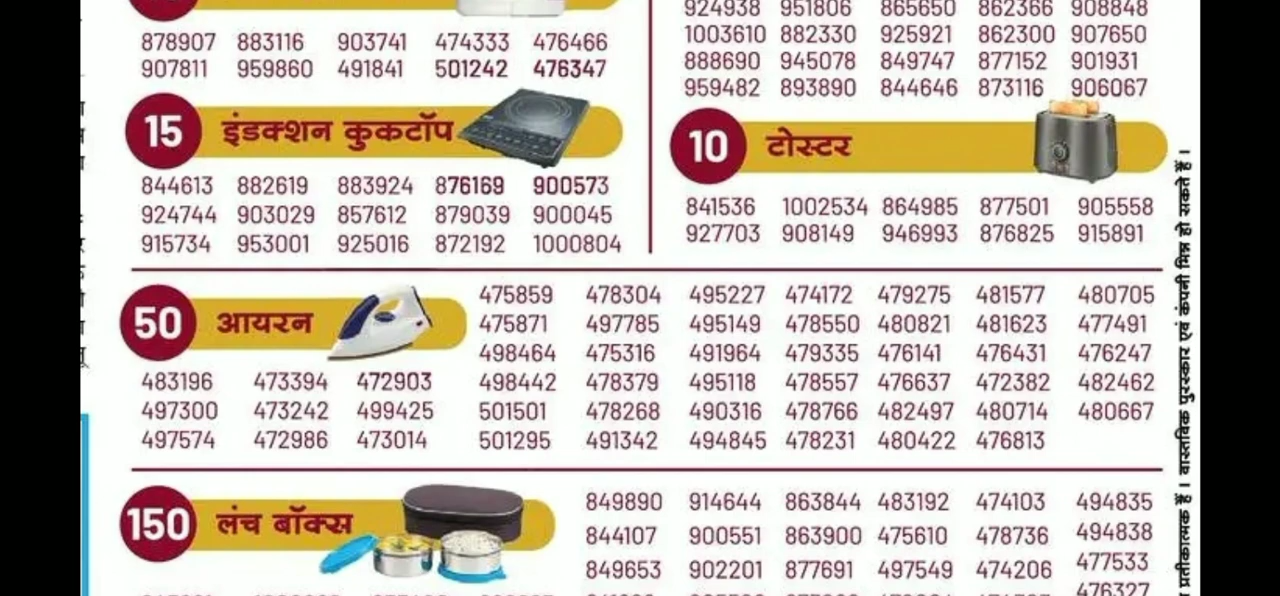 878907 883116 903741 474333 476466
907811 959860 491841 501242 476347
15 इंडक्शन कुकटॉप
844613 882619 883924 876169 900573
924744 903029 857612 879039 900045
915734 953001 925016 872192 1000804
924938 951806 865650 862366 908848
1003610 882330 925921 862300 907650
888690 945078 849747 877152 901931
959482 893890 844646 873116 906067
10 टोस्टर
841536 1002534 864985 877501 905558
927703 908149 946993 876825 915891
50 आयरन
483196 473394 472903
497300 473242 499425
497574 472986 473014
475859 478304 495227 474172 479275 481577 480705
475871 497785 495149 478550 480821 481623 477491
498464 475316 491964 479335 476141 476431 476247
498442 478379 495118 478557 476637 472382 482462
501501 478268 490316 478766 482497 480714 480667
501295 491342 494845 478231 480422 476813
150 लंच बॉक्स
849890 914644 863844 483192 474103 494835
844107 900551 863900 475610 478736 494838
849653 902201 877691 497549 474206 477533
476327
प्रतीकात्मक हैं। वास्तविक पुरस्कार एवं कंपनी भिन्न हो सकते हैं।